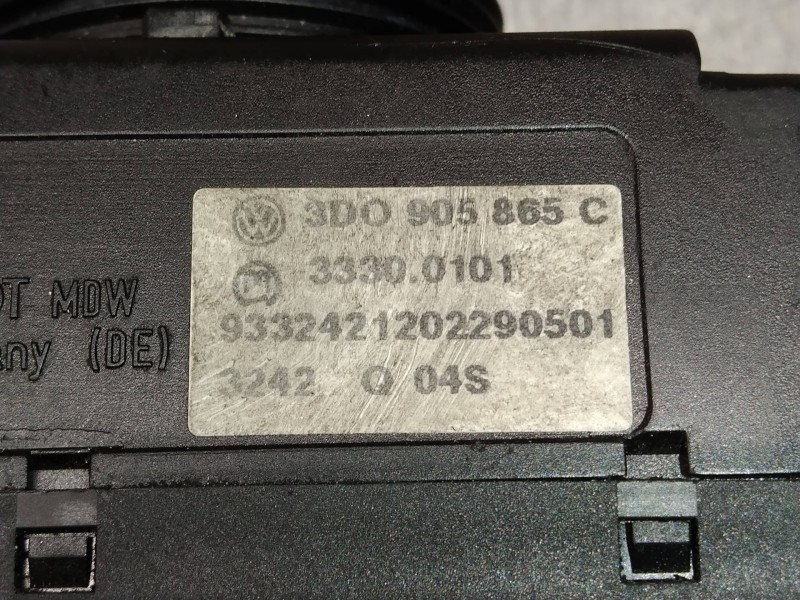 3D0 905 865 C
3330.0101
9332421202290501
3242 Q 04S
MDW
(DE)